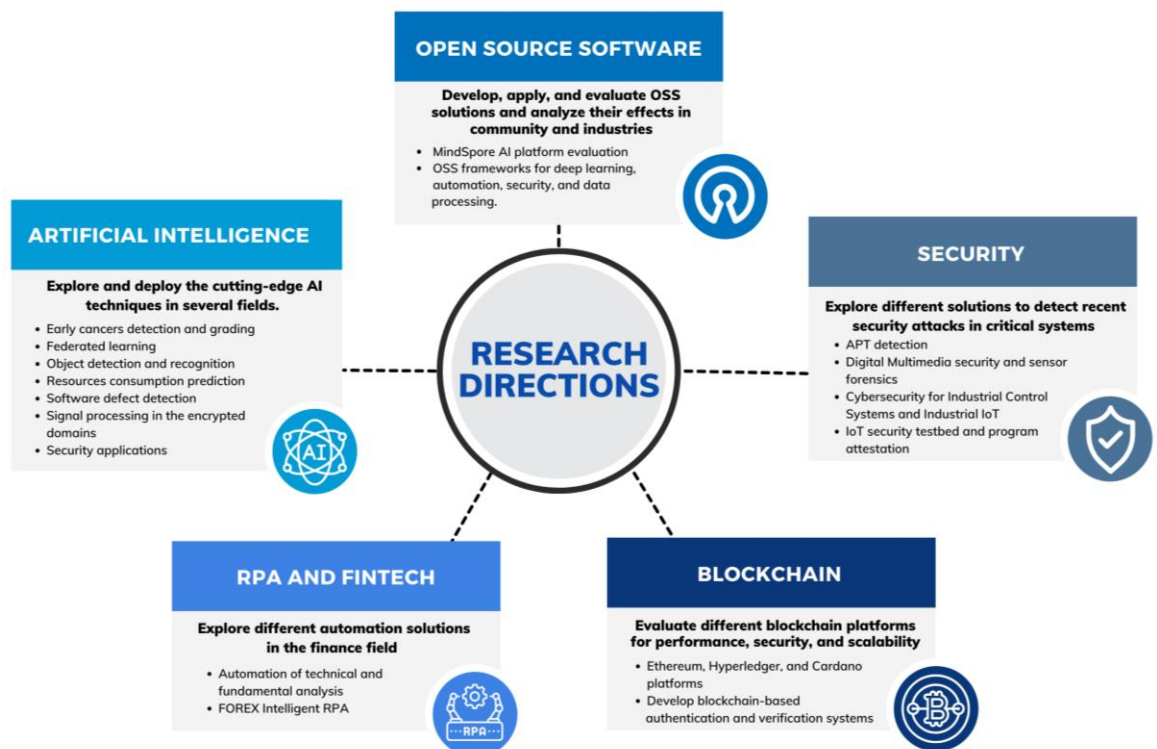 OPEN SOURCE SOFTWARE
Develop, apply, and evaluate OSS
solutions and analyze their effects in
community and industries
• MindSpore AI platform evaluation
• OSS frameworks for deep learning,
automation, security, and data
processing.
ARTIFICIAL INTELLIGENCE
Explore and deploy the cutting-edge AI
techniques in several fields.
• Early cancers detection and grading
• Federated learning
• Object detection and recognition
• Resources consumption prediction
• Software defect detection
• Signal processing in the encrypted
domains
• Security applications
AI
RESEARCH
DIRECTIONS
SECURITY
Explore different solutions to detect recent
security attacks in critical systems
• APT detection
• Digital Multimedia security and sensor
forensics
• Cybersecurity for Industrial Control
Systems and Industrial IoT
• IoT security testbed and program
attestation
RPA AND FINTECH
Explore different automation solutions
in the finance field
• Automation of technical and
fundamental analysis
• FOREX Intelligent RPA
RPA
BLOCKCHAIN
Evaluate different blockchain platforms
for performance, security, and scalability
• Ethereum, Hyperledger, and Cardano
platforms
• Develop blockchain-based
authentication and verification systems